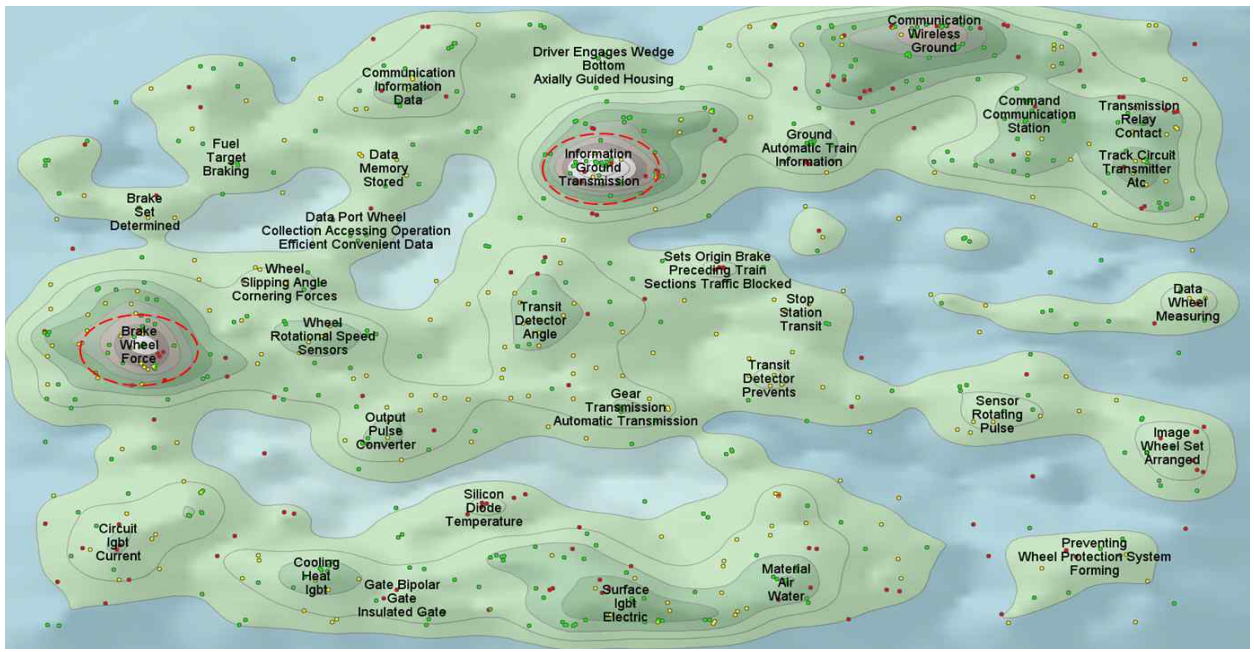 Communication
Wireless
Ground
Driver Engages Wedge
Bottom
Axially Guided Housing
Communication
Information
Data
Command
Communication
Station
Transmission
Relay
Contact
Fuel
Target
Braking
Data
Memory
Stored
Information
Ground
Transmission
Ground
Automatic Train
Information
Track Circuit
Transmitter
Atc
Brake
Set
Determined
Data Port Wheel
Collection Accessing Operation
Efficient Convenient Data
Wheel
Slipping Angle
Cornering Forces
Sets Origin Brake
Preceding Train
Sections Traffic Blocked
Stop
Station
Transit
Data
Wheel
Measuring
Brake
Wheel
Force
Wheel
Rotational Speed
Sensors
Transit
Detector
Angle
Transit
Detector
Prevents
Gear
Transmission
Automatic Transmission
Output
Pulse
Converter
Sensor
Rotating
Pulse
Image
Wheel Set
Arranged
Silicon
Diode
Temperature
Circuit
Igbt
Current
Cooling
Heat
Igbt
Gate Bipolar
Gate
Insulated Gate
Surface
Igbt
Electric
Material
Air
Water
Preventing
Wheel Protection System
Forming